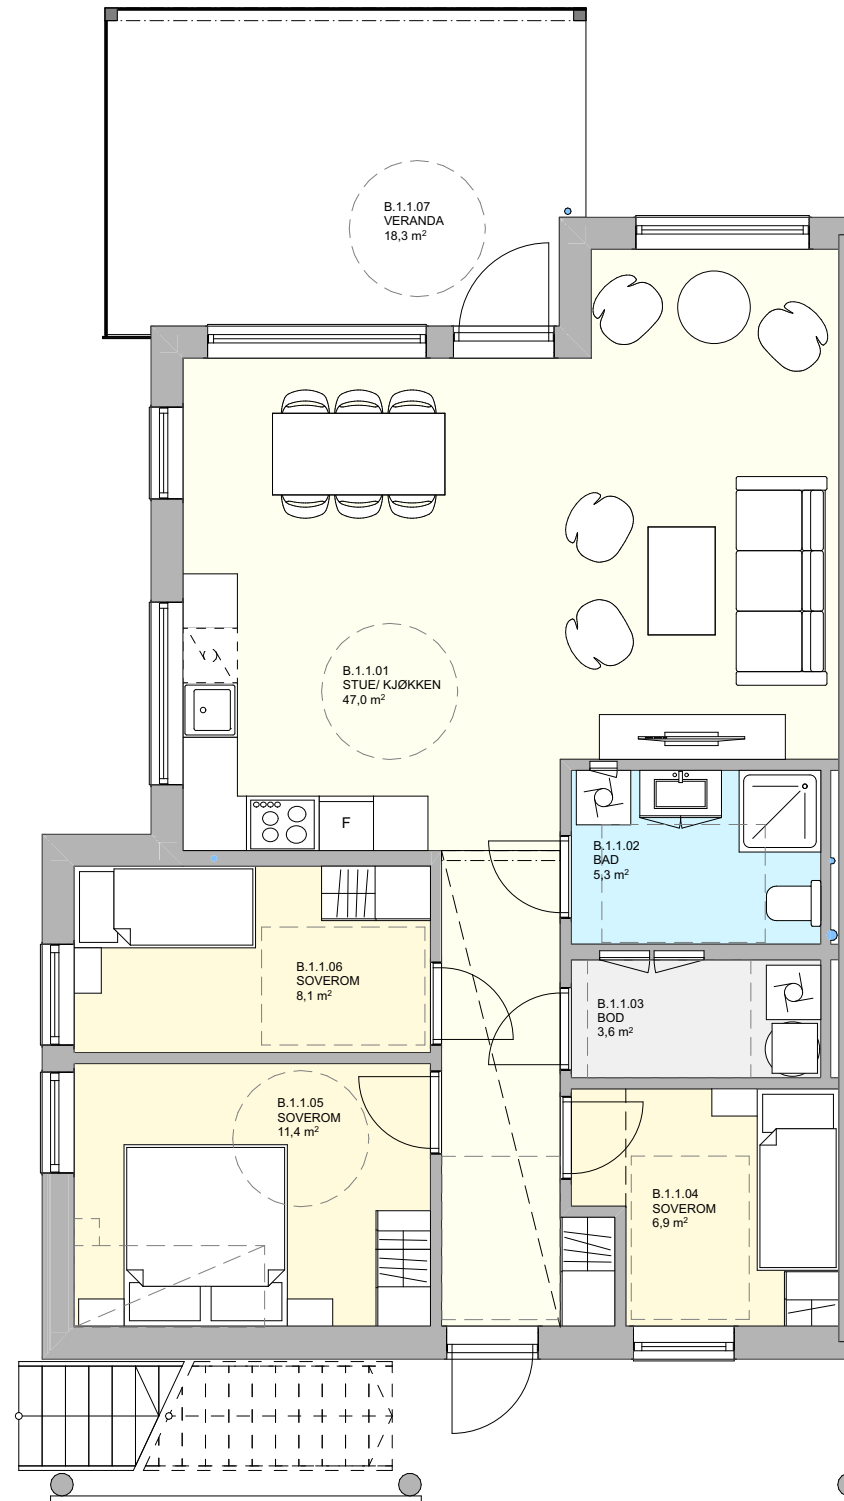 B.1.1.07
VERANDA
18,3 m²
B.1.1.01
STUE/ KJØKKEN
47,0 m²
F
B.1.1.02
BAD
5,3 m²
B.1.1.06
SOVEROM
8,1 m²
B.1.1.03
BOD
3,6 m²
B.1.1.05
SOVEROM
11,4 m²
B.1.1.04
SOVEROM
6,9 m²